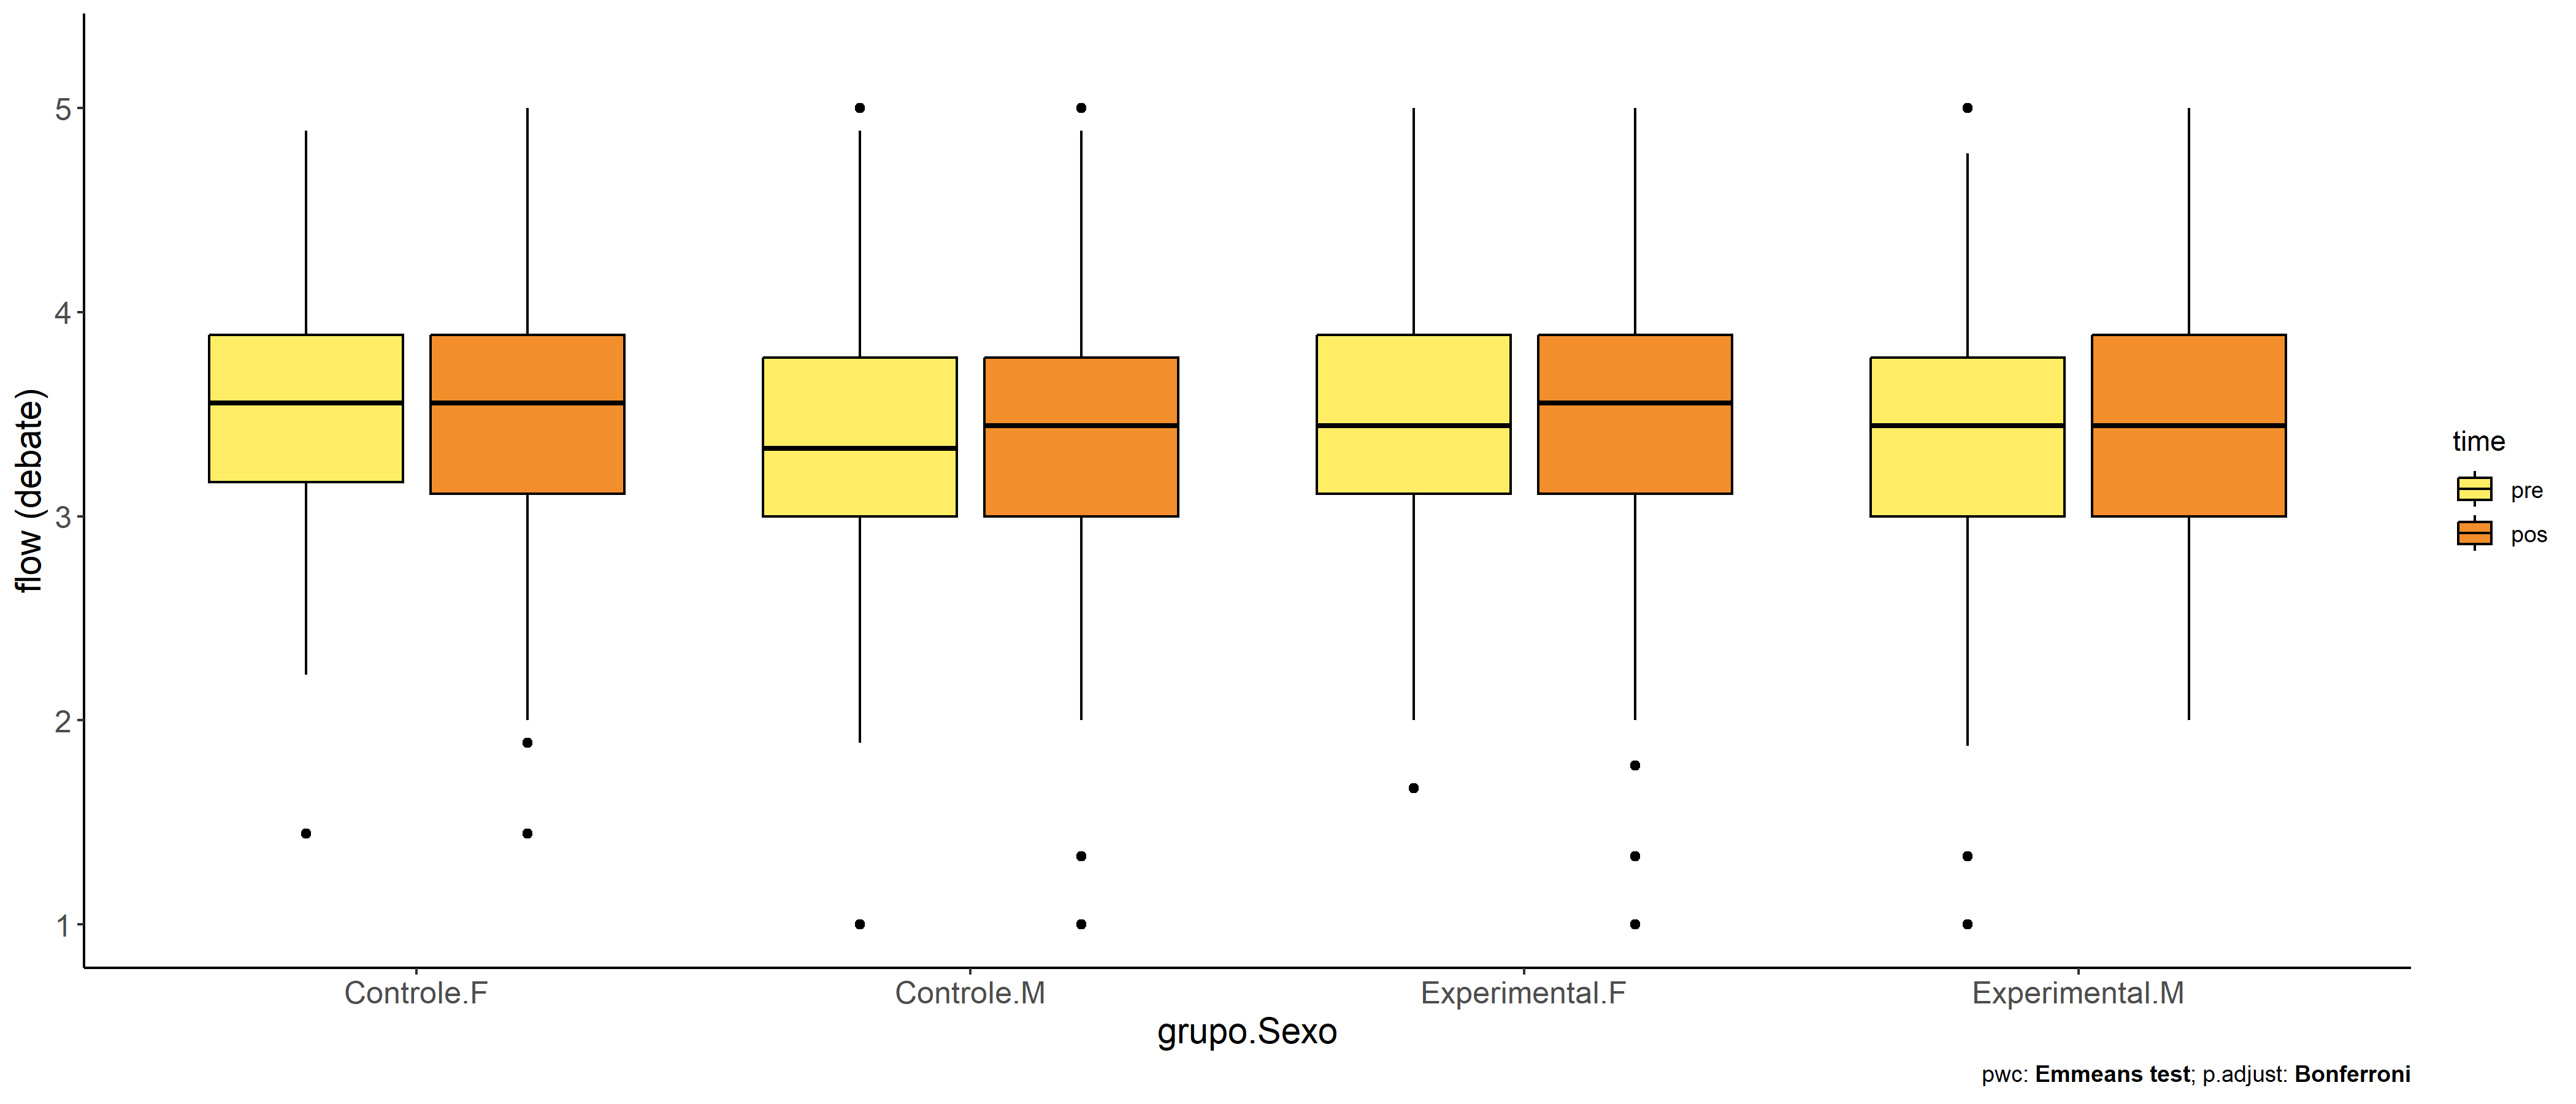 flow (debate)
5
4
3
2
1
Controle.F
Controle.M
Experimental.F
Experimental.M
grupo.Sexo
time
pre
pos
pwc: Emmeans test; p.adjust: Bonferroni